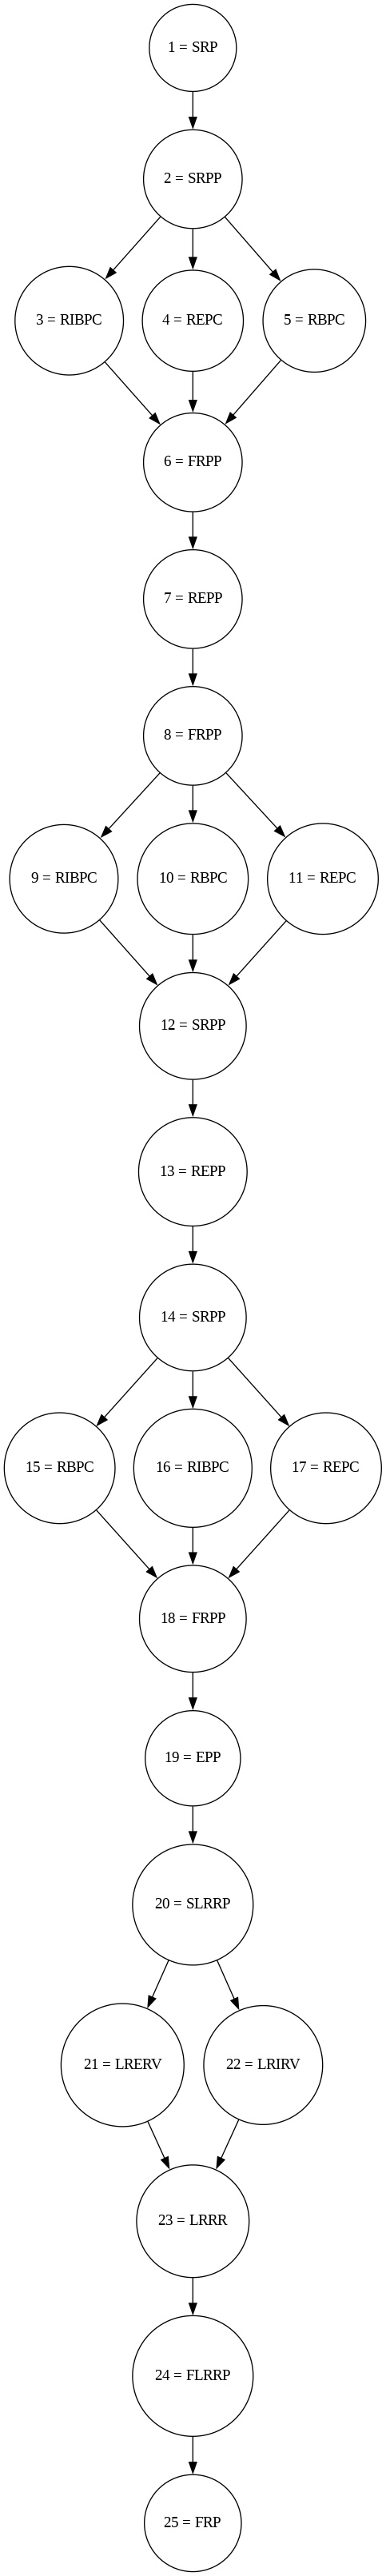 1 = SRP
2 = SRPP
3 = RIBPC
4 = REPC
5 = RBPC
6 = FRPP
7 = REPP
8 = FRPP
9 = RIBPC
10 = RBPC
11 = REPC
12 = SRPP
13 = REPP
14 = SRPP
15 = RBPC
16 = RIBPC
17 = REPC
18 = FRPP
19 = EPP
20 = SLRRP
21 = LRERV
22 = LRIRV
23 = LRRR
24 = FLRRP
25 = FRP